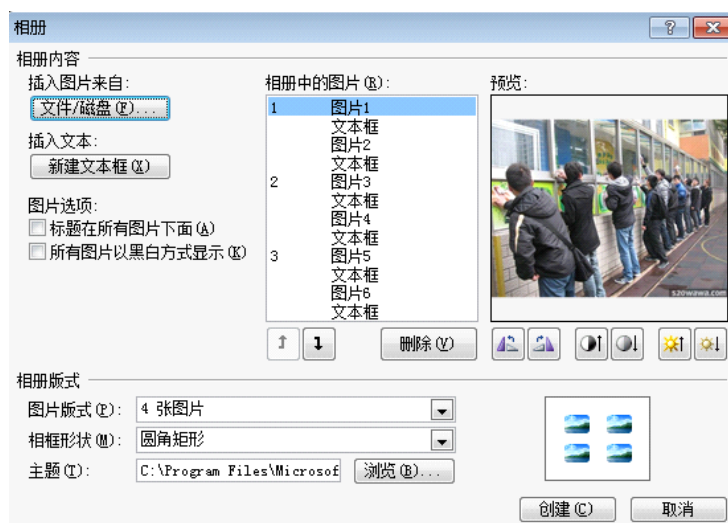 相册
相册内容
插入图片来自:
文件/磁盘(F)...
插入文本:
新建文本框(X)
图片选项:
标题在所有图片下面(A)
所有图片以黑白方式显示(K)
相册中的图片(R):
1 图片1
文本框
图片2
文本框
2 图片3
文本框
图片4
文本框
3 图片5
文本框
图片6
文本框
删除(V)
预览:
szowawa.com
相册版式
图片版式(P): 4 张图片
相框形状(M): 圆角矩形
主题(T): C:\Program Files\Microsof 浏览(B)...
创建(C) 取消